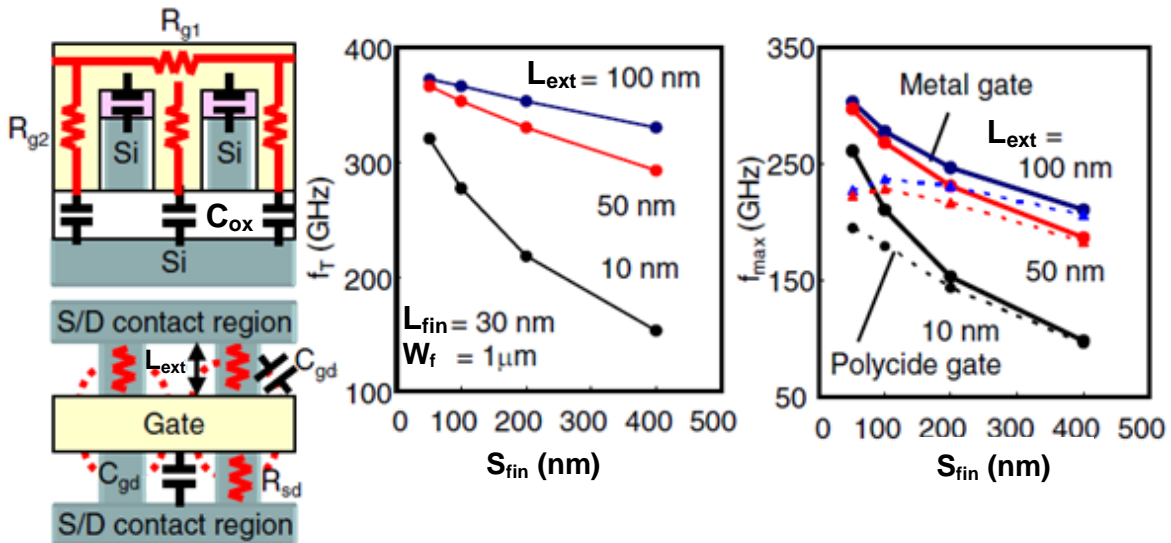 R_g1
R_g2
Si
Si
C_ox
Si
S/D contact region
L_ext
C_gd
Gate
C_gd
R_sd
S/D contact region
400
300
200
100
f_T (GHz)
L_ext = 100 nm
50 nm
10 nm
L_fin = 30 nm
W_f = 1μm
0 100 200 300 400 500
S_fin (nm)
350
250
150
50
f_max (GHz)
Metal gate
L_ext =
100 nm
50 nm
10 nm
Polycide gate
0 100 200 300 400 500
S_fin (nm)